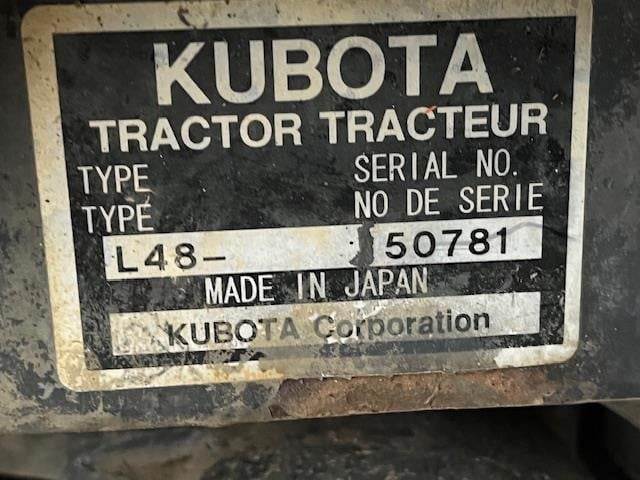 KUBOTA
TRACTOR TRACTEUR
TYPE SERIAL NO.
TYPE NO DE SERIE
L48- 50781
MADE IN JAPAN
KUBOTA Corporation